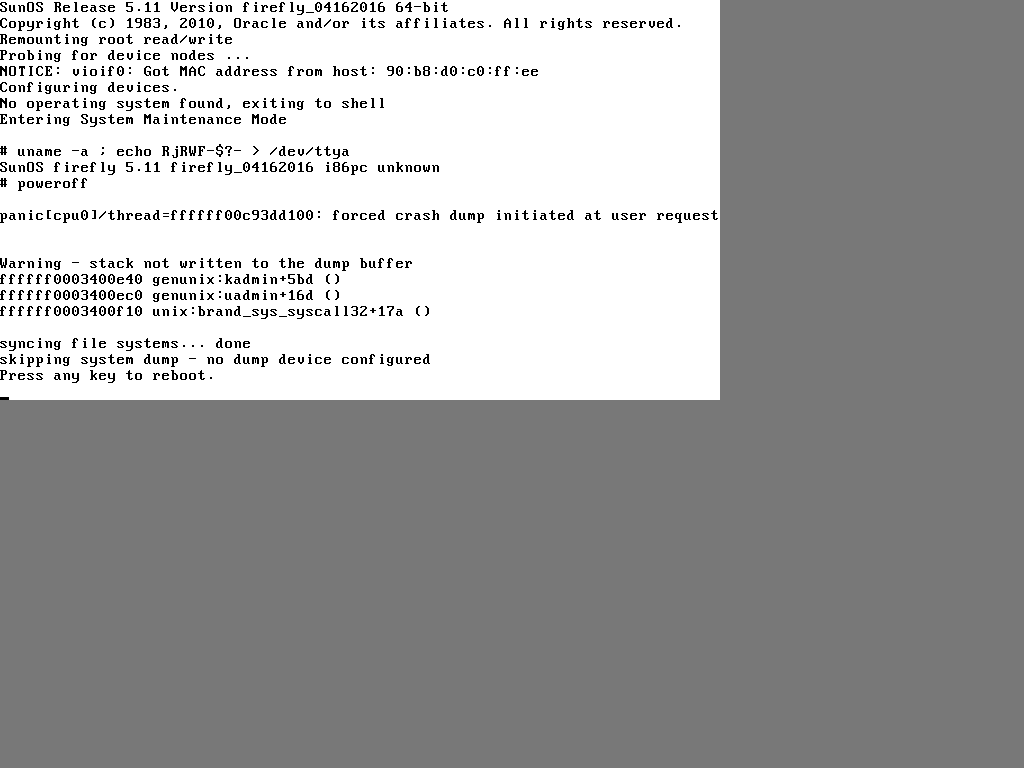 SunOS Release 5.11 Version firefly_04162016 64-bit
Copyright (c) 1983, 2010, Oracle and/or its affiliates. All rights reserved.
Remounting root read/write
Probing for device nodes ...
NOTICE: vioif0: Got MAC address from host: 90:b8:d0:c0:ff:ee
Configuring devices.
No operating system found, exiting to shell
Entering System Maintenance Mode
# uname -a ; echo RjRWF-$?- > /dev/ttya
SunOS firefly 5.11 firefly_04162016 i86pc unknown
# poweroff
panic[cpu0]/thread=ffffff00c93dd100: forced crash dump initiated at user request
Warning - stack not written to the dump buffer
ffffff0003400e40 genunix:kadmin+5bd ()
ffffff0003400ec0 genunix:uadmin+16d ()
ffffff0003400f10 unix:brand_sys_syscall32+17a ()
syncing file systems... done
skipping system dump - no dump device configured
Press any key to reboot.